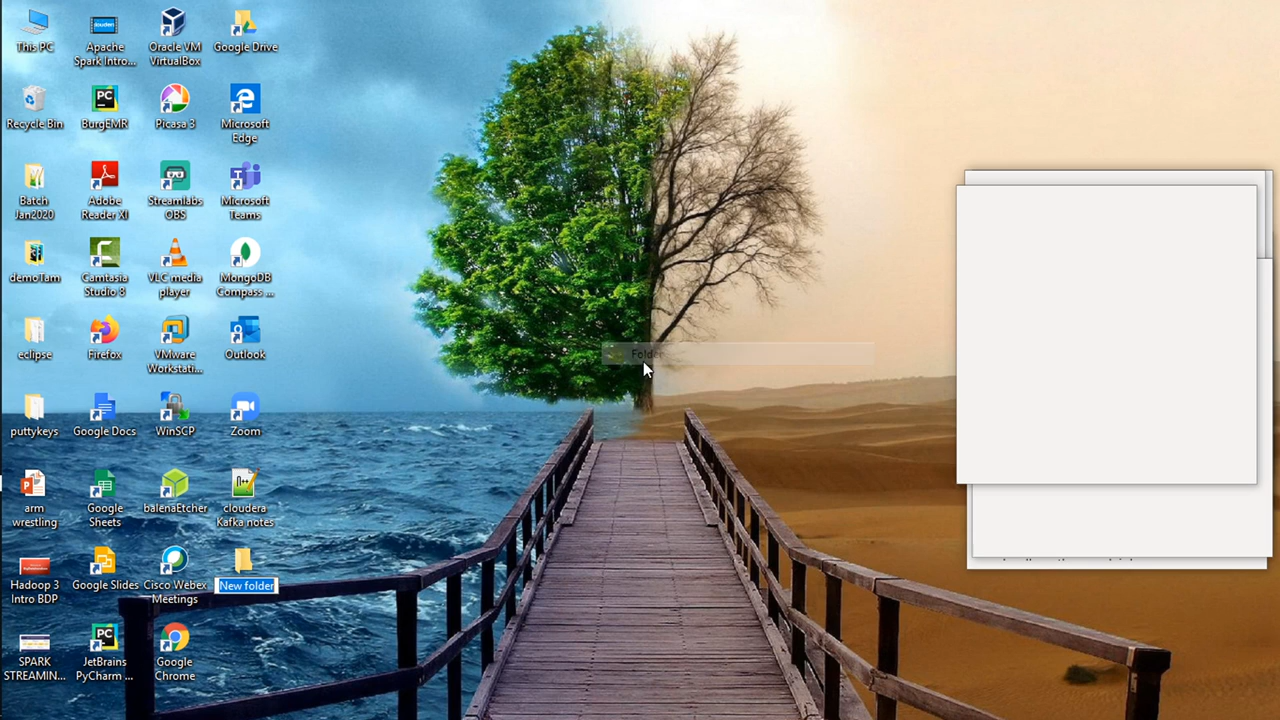 This PC
Apache
Spark Intro...
Oracle VM
VirtualBox
Google Drive
Recycle Bin
BurgEMR
Picasa 3
Microsoft
Edge
Batch
Jan2020
Adobe
Reader XI
Streamlabs
OBS
Microsoft
Teams
demoTam
Camtasia
Studio 8
VLC media
player
MongoDB
Compass ...
eclipse
Firefox
VMware
Workstati...
Outlook
Folder
puttykeys
Google Docs
WinSCP
Zoom
arm
wrestling
Google
Sheets
balenaEtcher
cloudera
Kafka notes
Hadoop 3
Intro BDP
Google Slides
Cisco Webex
Meetings
New folder
SPARK
STREAMIN...
JetBrains
PyCharm ...
Google
Chrome